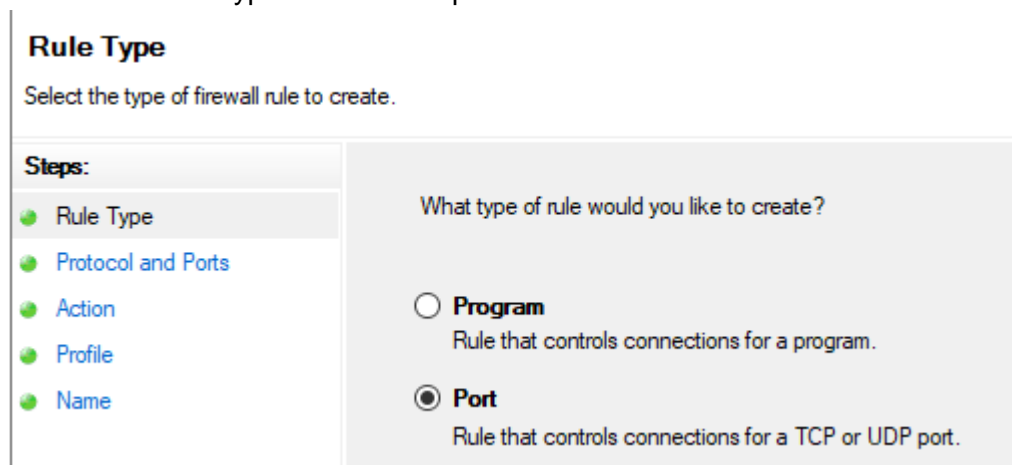 Rule Type
Select the type of firewall rule to create.
Steps:
Rule Type
Protocol and Ports
Action
Profile
Name
What type of rule would you like to create?
Program
Rule that controls connections for a program.
Port
Rule that controls connections for a TCP or UDP port.